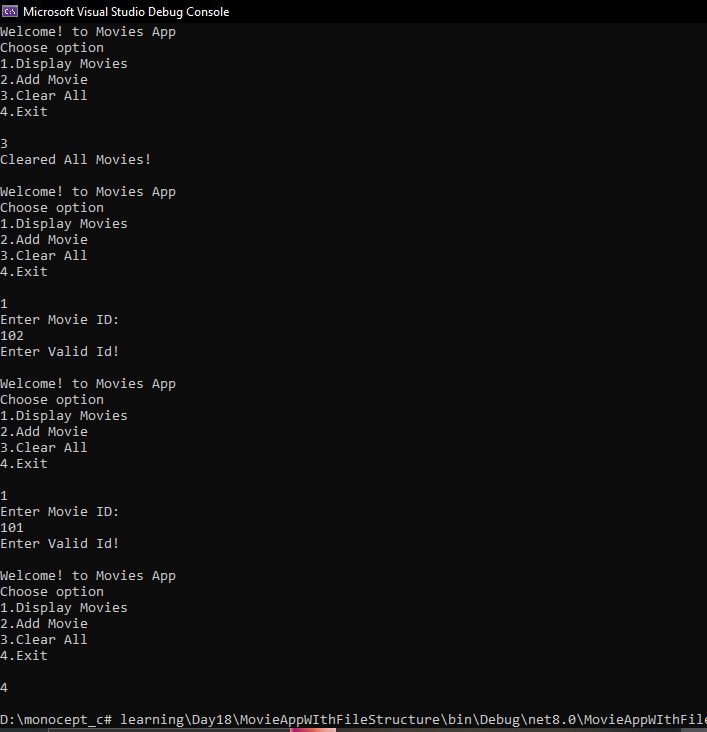 Microsoft Visual Studio Debug Console
Welcome! to Movies App
Choose option
1.Display Movies
2.Add Movie
3.Clear All
4.Exit
3
Cleared All Movies!
Welcome! to Movies App
Choose option
1.Display Movies
2.Add Movie
3.Clear All
4.Exit
1
Enter Movie ID:
102
Enter Valid Id!
Welcome! to Movies App
Choose option
1.Display Movies
2.Add Movie
3.Clear All
4.Exit
1
Enter Movie ID:
101
Enter Valid Id!
Welcome! to Movies App
Choose option
1.Display Movies
2.Add Movie
3.Clear All
4.Exit
4
D:\monocept_c# learning\Day18\MovieAppWIthFileStructure\bin\Debug\net8.0\MovieAppWIthFile